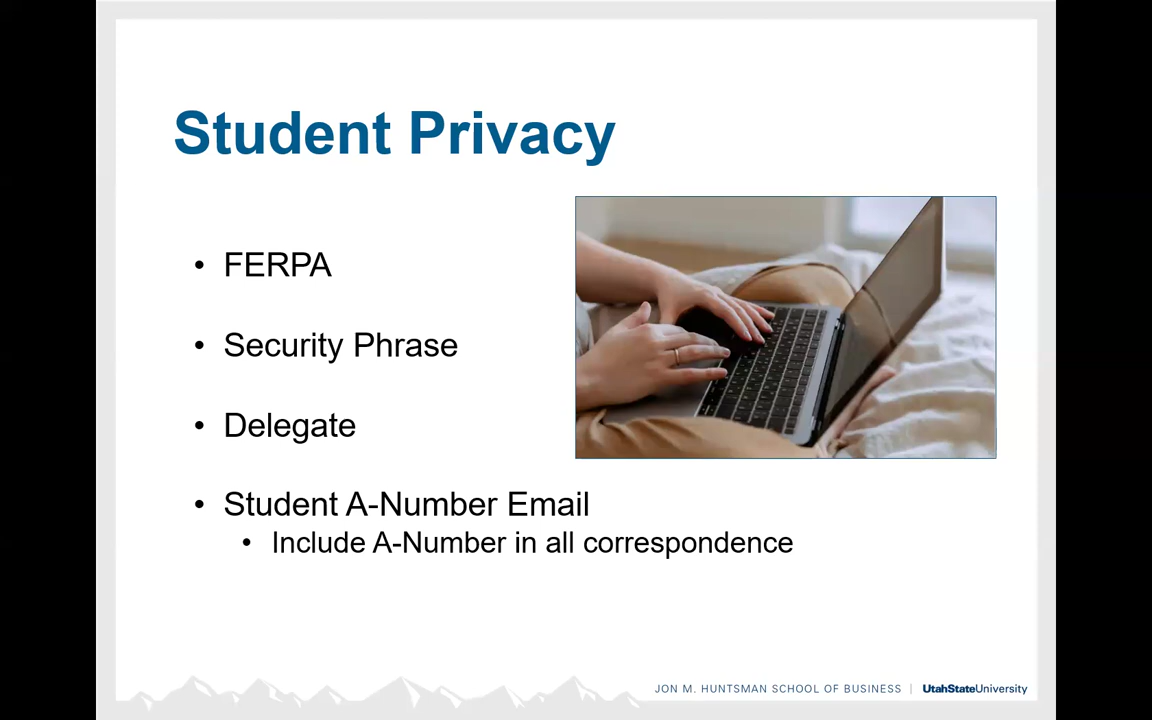 Student Privacy
• FERPA
• Security Phrase
• Delegate
• Student A-Number Email
• Include A-Number in all correspondence
JON M. HUNTSMAN SCHOOL OF BUSINESS | UtahStateUniversity